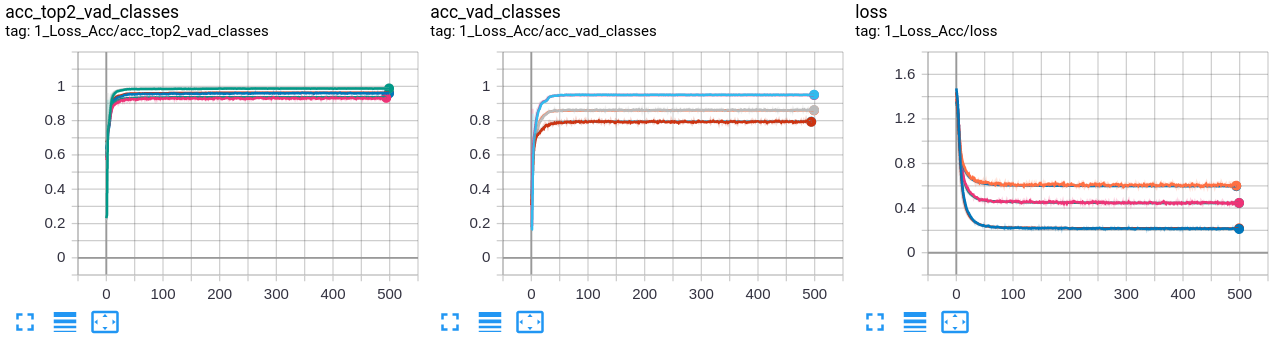 acc_top2_vad_classes
tag: 1_Loss_Acc/acc_top2_vad_classes
1
0.8
0.6
0.4
0.2
0
0 100 200 300 400 500
acc_vad_classes
tag: 1_Loss_Acc/acc_vad_classes
1
0.8
0.6
0.4
0.2
0
0 100 200 300 400 500
loss
tag: 1_Loss_Acc/loss
1.6
1.2
0.8
0.4
0
0 100 200 300 400 500